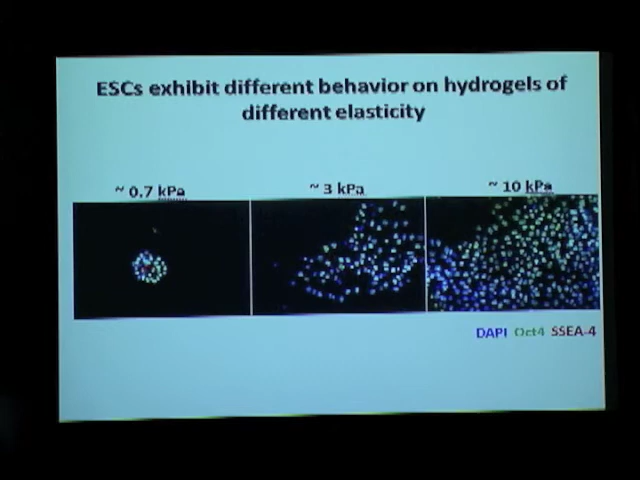 ESCs exhibit different behavior on hydrogels of
different elasticity
~ 0.7 kPa
~ 3 kPa
~ 10 kPa
DAPI Oct4 SSEA-4